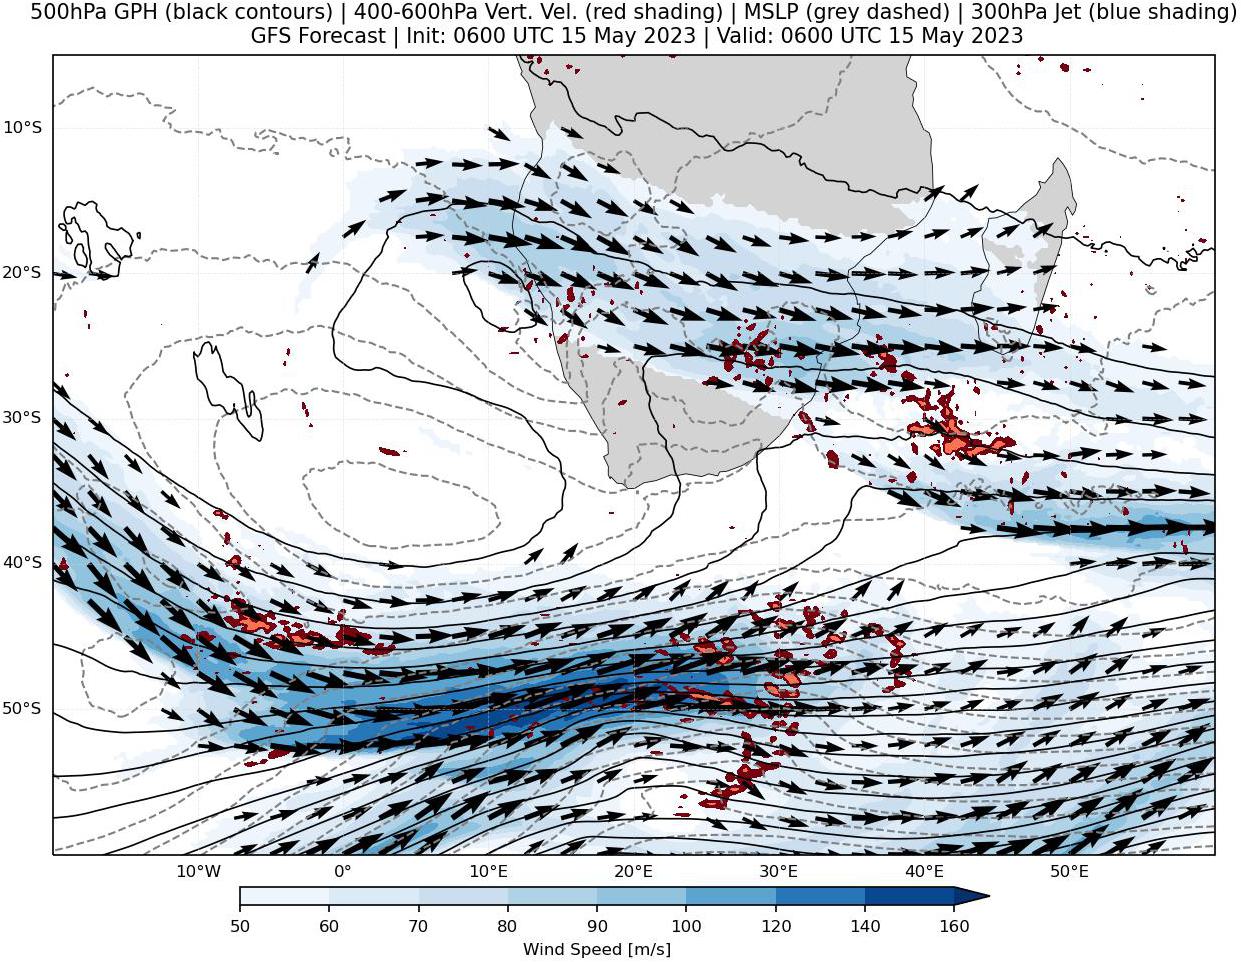 500hPa GPH (black contours) | 400-600hPa Vert. Vel. (red shading) | MSLP (grey dashed) | 300hPa Jet (blue shading)
GFS Forecast | Init: 0600 UTC 15 May 2023 | Valid: 0600 UTC 15 May 2023
10°S
20°S
30°S
40°S
50°S
10°W 0° 10°E 20°E 30°E 40°E 50°E
50 60 70 80 90 100 120 140 160
Wind Speed [m/s]